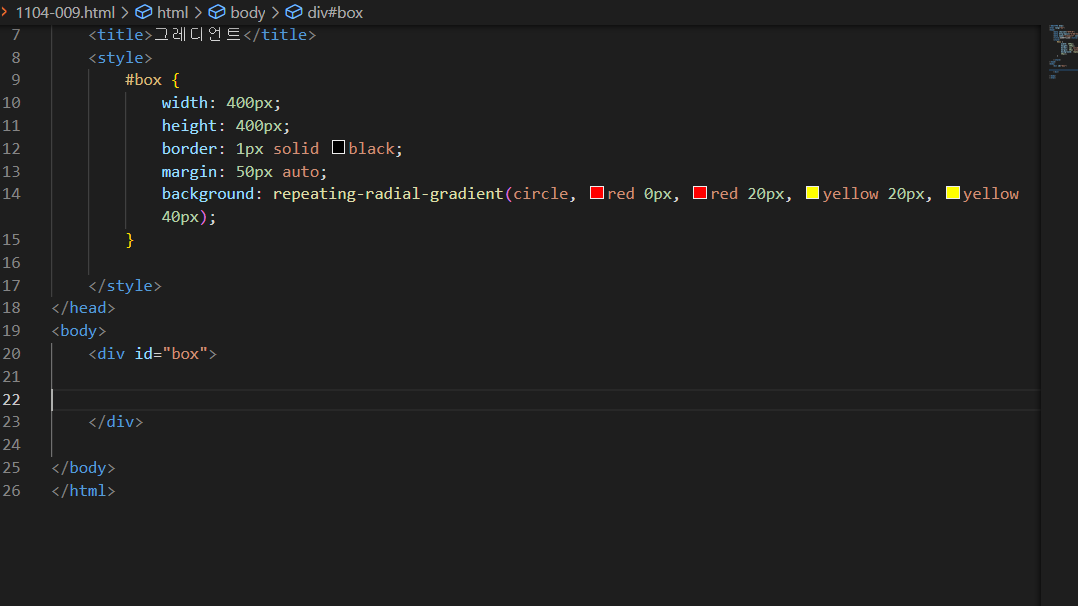 1104-009.html > html > body > div#box
7 <title>그레디언트</title>
8 <style>
9 #box {
10 width: 400px;
11 height: 400px;
12 border: 1px solid black;
13 margin: 50px auto;
14 background: repeating-radial-gradient(circle, red 0px, red 20px, yellow 20px, yellow
40px);
15 }
16
17 </style>
18 </head>
19 <body>
20 <div id="box">
21
22
23 </div>
24
25 </body>
26 </html>